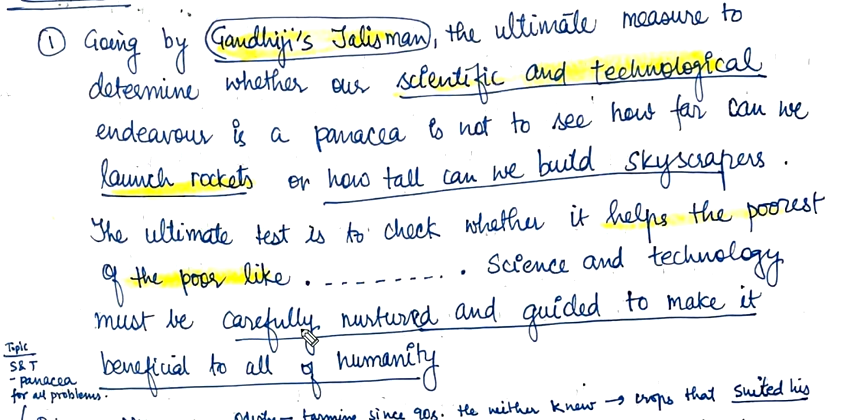 ① Going by Gandhiji's Talisman, the ultimate measure to
determine whether our scientific and technological
endeavour is a panacea is not to see how far can we
launch rockets or how tall can we build skyscrapers.
The ultimate test is to check whether it helps the poorest
of the poor like . - - - - - - - - . Science and technology
must be carefully nurtured and guided to make it
beneficial to all of humanity
Topic
S&T
- panacea
for all problems.
farming since 90s. He neither knew → crops that suited his